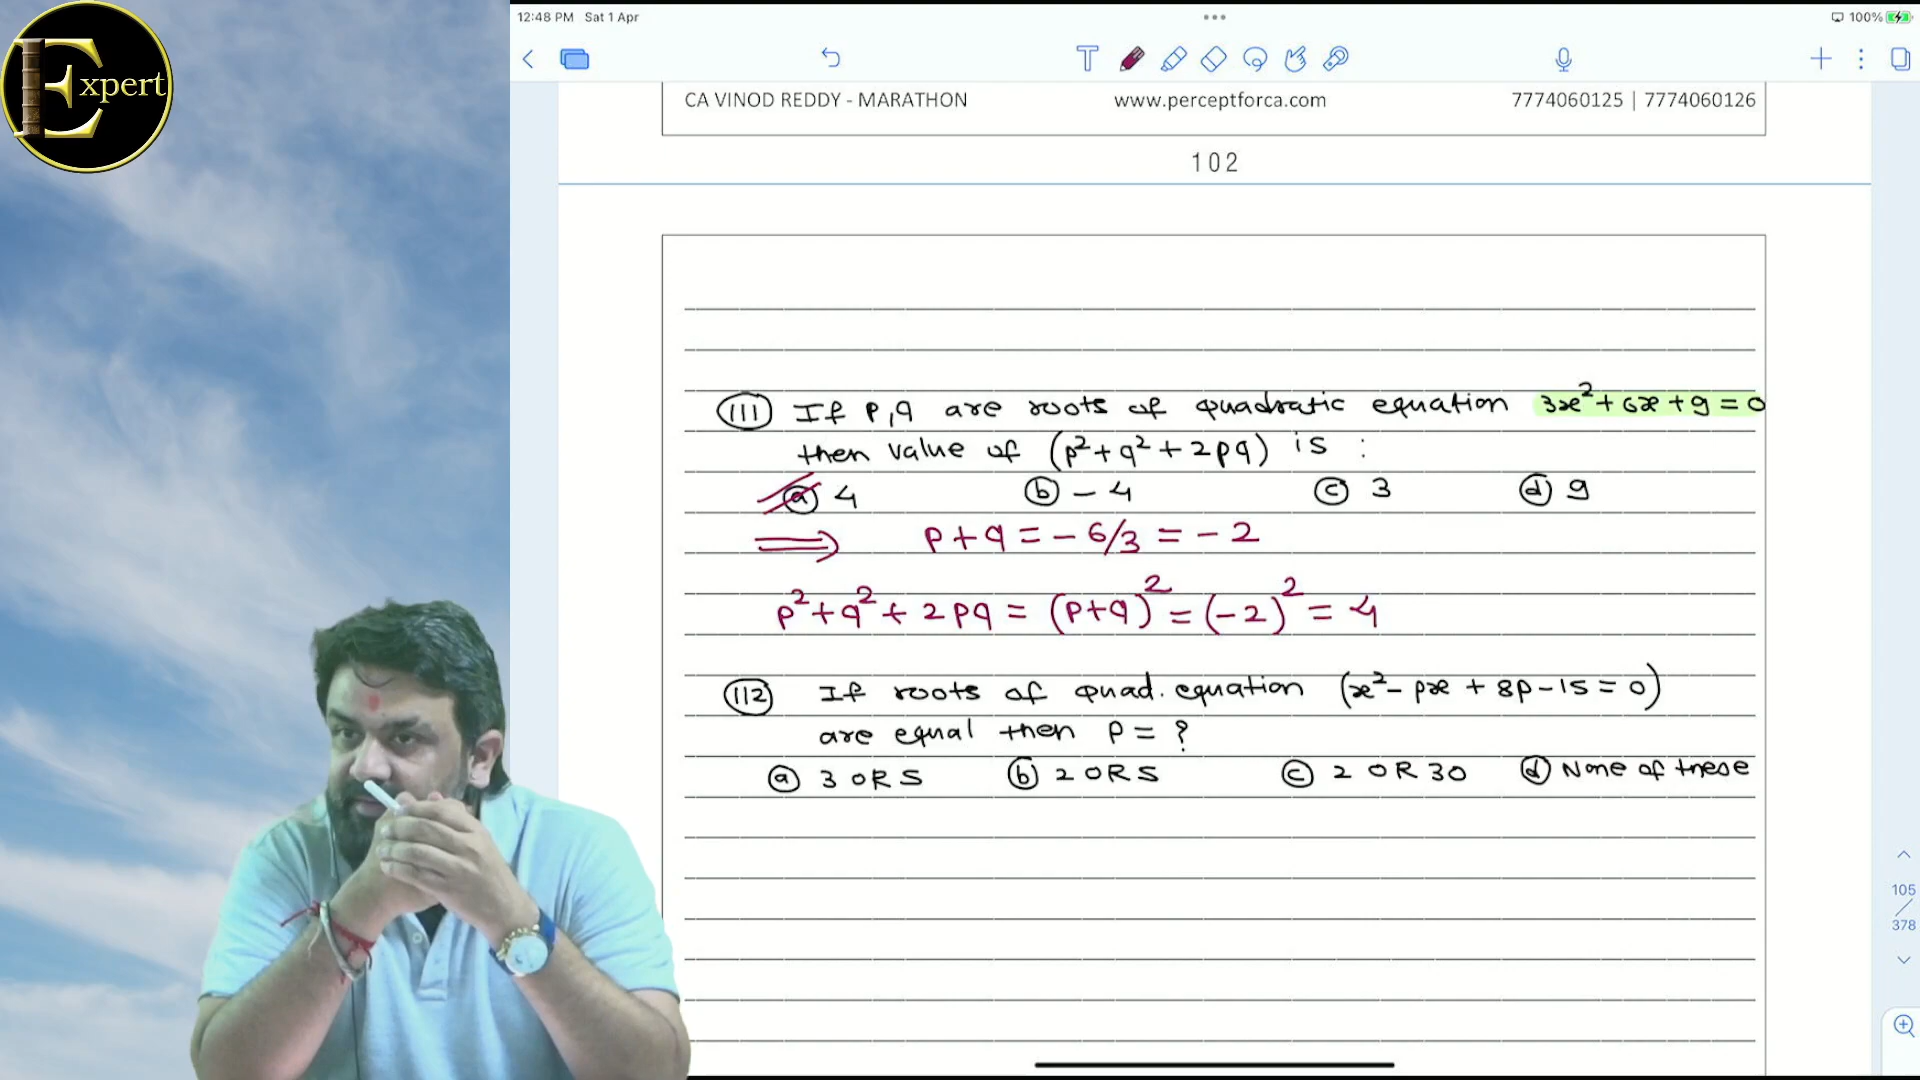 Expert
12:48 PM Sat 1 Apr
100%
CA VINOD REDDY - MARATHON www.perceptforca.com 7774060125 | 7774060126
102
(111) If p,q are roots of quadratic equation 3x²+6x+9=0
then value of (p²+q²+2pq) is :
(a) 4 (b) -4 (c) 3 (d) 9
⟹ p+q = -6/3 = -2
p²+q²+2pq = (p+q)² = (-2)² = 4
(112) If roots of quad. equation (x²-px+8p-15=0)
are equal then p = ?
(a) 3 OR 5 (b) 2 OR 5 (c) 2 OR 30 (d) None of these
105
378